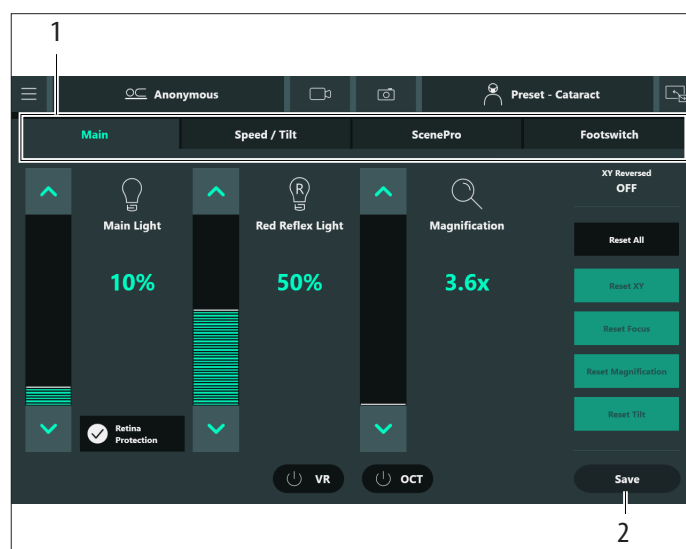 1
Anonymous
Preset - Cataract
Main
Speed / Tilt
ScenePro
Footswitch
XY Reversed
OFF
Main Light
R
Red Reflex Light
Magnification
Reset All
10%
50%
3.6x
Reset XY
Reset Focus
Reset Magnification
Reset Tilt
Retina
Protection
VR
OCT
Save
2